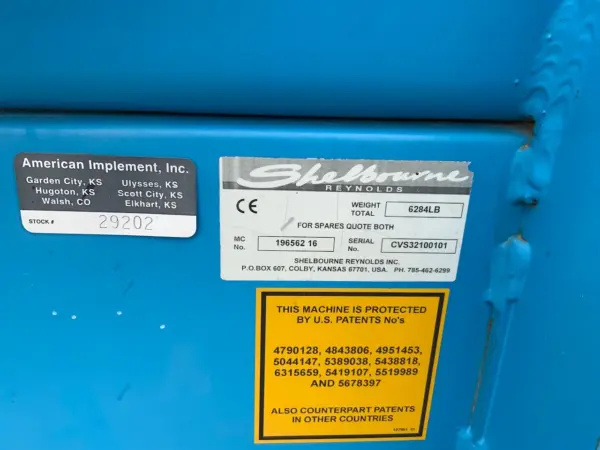 American Implement, Inc.
Garden City, KS Ulysses, KS
Hugoton, KS Scott City, KS
Walsh, CO Elkhart, KS
STOCK # 29202
Shelbourne
REYNOLDS
CE
WEIGHT TOTAL 6284LB
FOR SPARES QUOTE BOTH
MC No. 196562 16 SERIAL No. CVS32100101
SHELBOURNE REYNOLDS INC.
P.O.BOX 607, COLBY, KANSAS 67701, USA. PH. 785-462-6299
THIS MACHINE IS PROTECTED
BY U.S. PATENTS No's
4790128, 4843806, 4951453,
5044147, 5389038, 5438818,
6315659, 5419107, 5519989
AND 5678397
ALSO COUNTERPART PATENTS
IN OTHER COUNTRIES